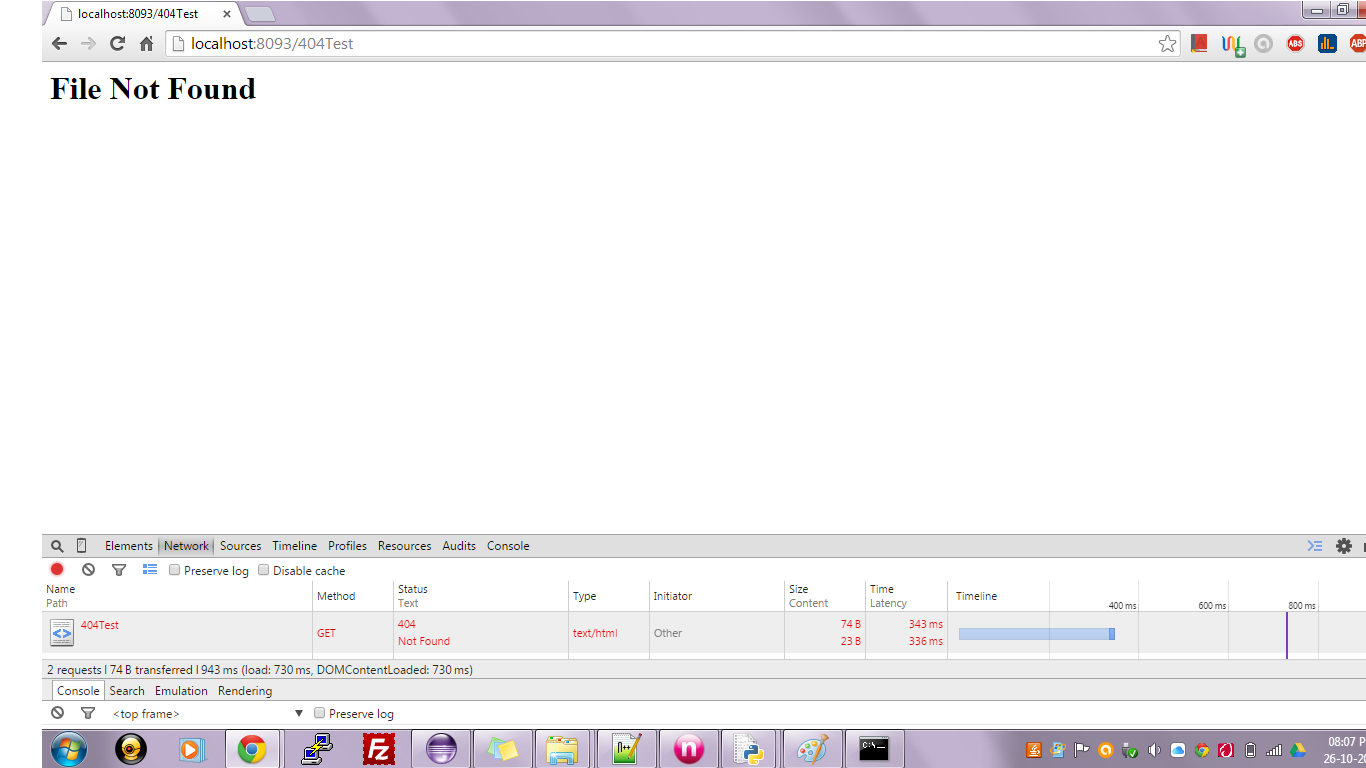 localhost:8093/404Test
localhost:8093/404Test
ABS
ABP
File Not Found
Elements Network Sources Timeline Profiles Resources Audits Console
Preserve log Disable cache
Name Status Size Time
Method Type Initiator Timeline
Path Text Content Latency
400 ms 600 ms 800 ms
404Test 404 74 B 343 ms
GET text/html Other
Not Found 23 B 336 ms
2 requests I 74 B transferred I 943 ms (load: 730 ms, DOMContentLoaded: 730 ms)
Console Search Emulation Rendering
<top frame> ▼ Preserve log
Fz
n
C:\
08:07 P
26-10-20